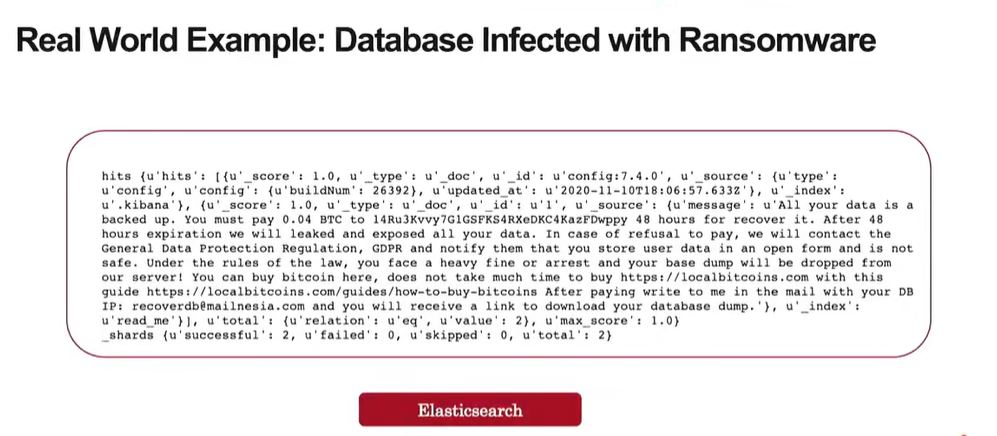 Real World Example: Database Infected with Ransomware
hits {u'hits': [{u'_score': 1.0, u'_type': u'_doc', u'_id': u'config:7.4.0', u'_source': {u'type':
u'config', u'config': {u'buildNum': 26392}, u'updated_at': u'2020-11-10T18:06:57.633Z'}, u'_index':
u'.kibana'}, {u'_score': 1.0, u'_type': u'_doc', u'_id': u'1', u'_source': {u'message': u'All your data is a
backed up. You must pay 0.04 BTC to 14Ru3Kvvy7G1GSFKS4RXeDKC4KazFDwppy 48 hours for recover it. After 48
hours expiration we will leaked and exposed all your data. In case of refusal to pay, we will contact the
General Data Protection Regulation, GDPR and notify them that you store user data in an open form and is not
safe. Under the rules of the law, you face a heavy fine or arrest and your base dump will be dropped from
our server! You can buy bitcoin here, does not take much time to buy https://localbitcoins.com with this
guide https://localbitcoins.com/guides/how-to-buy-bitcoins After paying write to me in the mail with your DB
IP: recoverdb@mailnesia.com and you will receive a link to download your database dump.'}, u'_index':
u'read_me'}], u'total': {u'relation': u'eq', u'value': 2}, u'max_score': 1.0}
_shards {u'successful': 2, u'failed': 0, u'skipped': 0, u'total': 2}
Elasticsearch